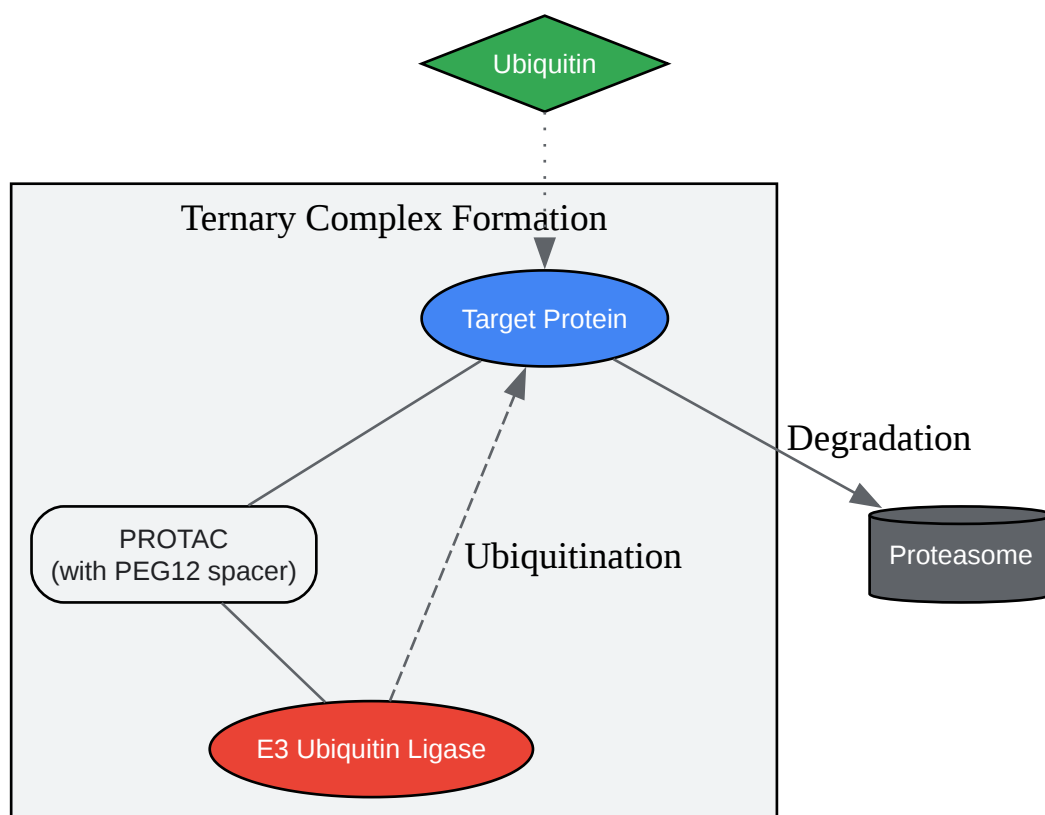 Ubiquitin
Ternary Complex Formation
Target Protein
Degradation
PROTAC
(with PEG12 spacer)
Ubiquitination
Proteasome
E3 Ubiquitin Ligase